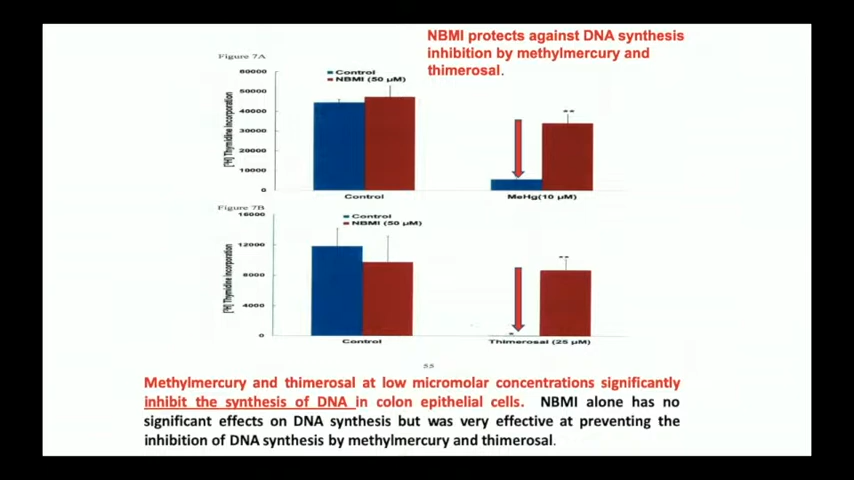 NBMI protects against DNA synthesis
inhibition by methylmercury and
thimerosal.
Figure 7A
Control
NBMI (50 µM)
[³H] Thymidine incorporation
60000
50000
40000
30000
20000
10000
0
**
Control
MeHg(10 µM)
Figure 7B
Control
NBMI (50 µM)
[³H] Thymidine incorporation
16000
12000
8000
4000
0
**
*
Control
Thimerosal (25 µM)
55
Methylmercury and thimerosal at low micromolar concentrations significantly
inhibit the synthesis of DNA in colon epithelial cells. NBMI alone has no
significant effects on DNA synthesis but was very effective at preventing the
inhibition of DNA synthesis by methylmercury and thimerosal.